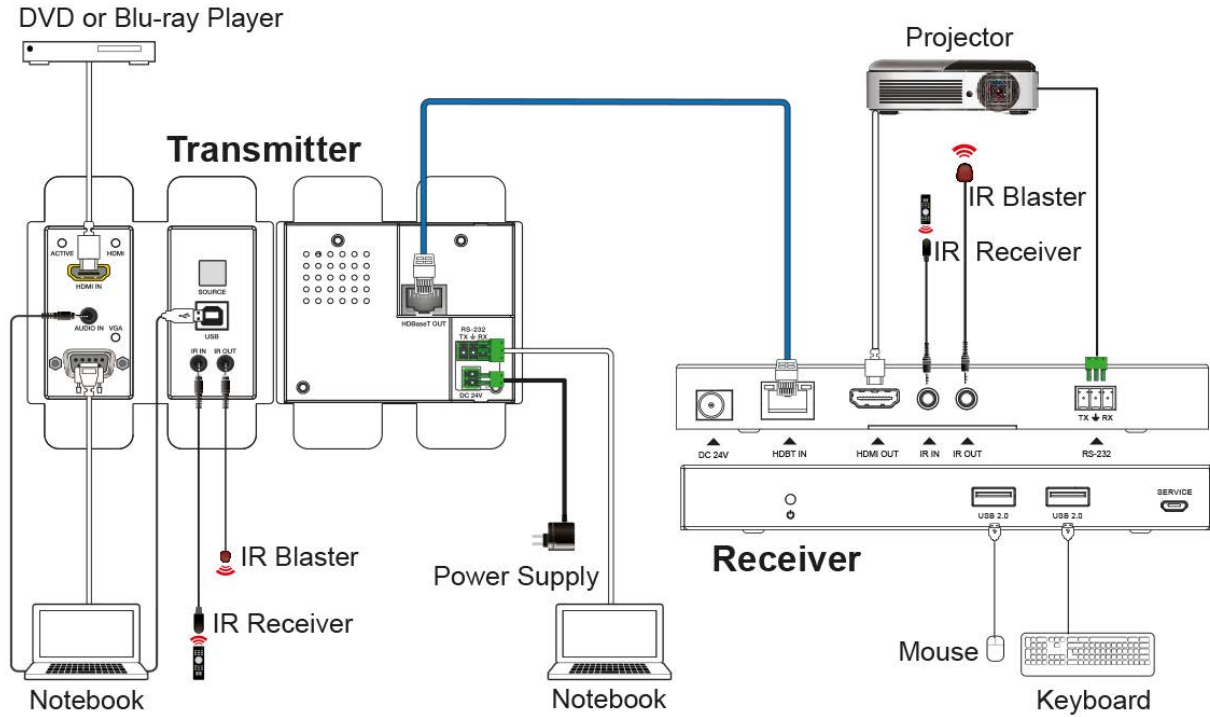 DVD or Blu-ray Player
Projector
Transmitter
IR Blaster
IR Receiver
ACTIVE
HDMI
HDMI IN
AUDIO IN
VGA
SOURCE
USB
IR IN
IR OUT
HDBaseT OUT
RS-232
TX RX
DC 24V
TX RX
DC 24V
HDBT IN
HDMI OUT
IR IN
IR OUT
RS-232
USB 2.0
USB 2.0
SERVICE
Receiver
IR Blaster
Power Supply
IR Receiver
Mouse
Notebook
Notebook
Keyboard